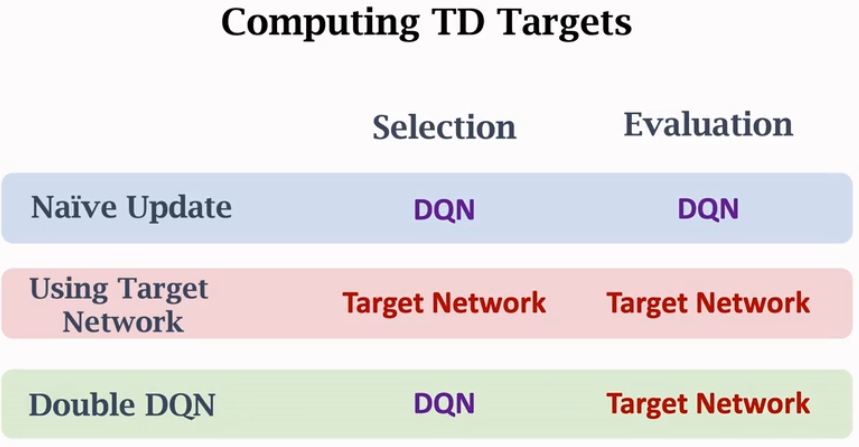 Computing TD Targets
Selection Evaluation
Naïve Update DQN DQN
Using Target
Network Target Network Target Network
Double DQN DQN Target Network